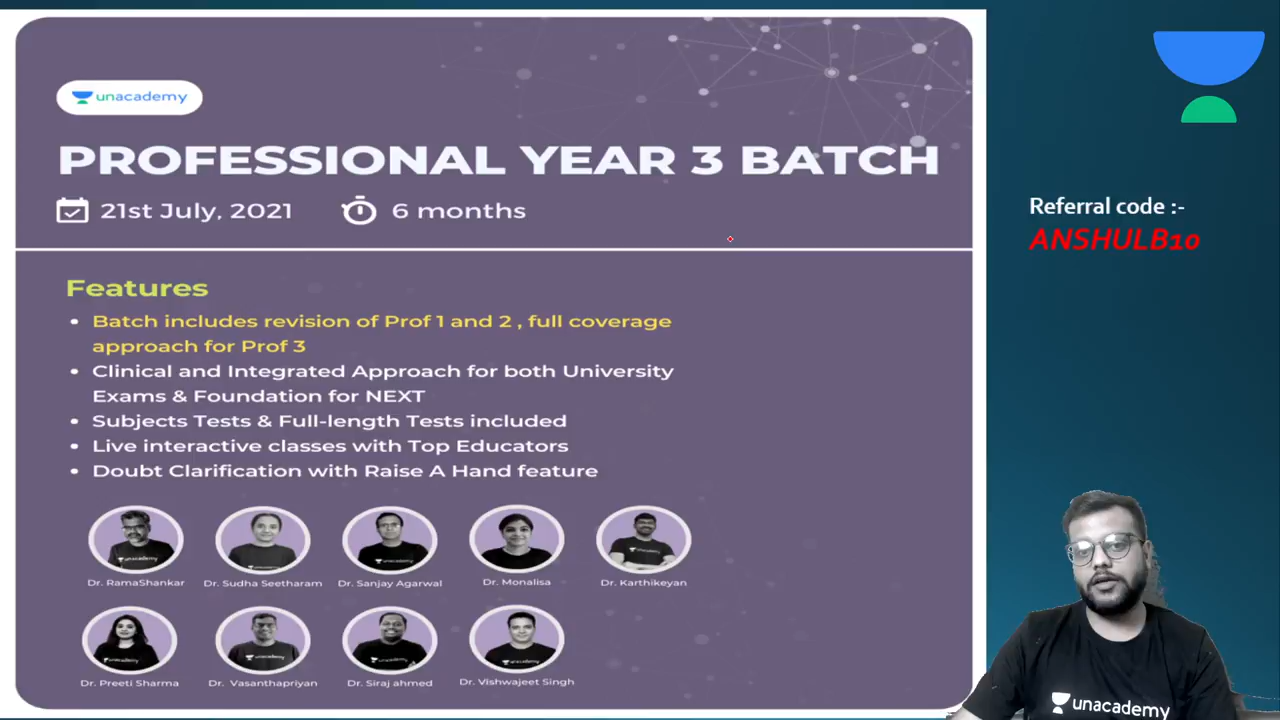 unacademy
PROFESSIONAL YEAR 3 BATCH
21st July, 2021
6 months
Features
• Batch includes revision of Prof 1 and 2 , full coverage
approach for Prof 3
• Clinical and Integrated Approach for both University
Exams & Foundation for NEXT
• Subjects Tests & Full-length Tests included
• Live interactive classes with Top Educators
• Doubt Clarification with Raise A Hand feature
Dr. RamaShankar
Dr. Sudha Seetharam
Dr. Sanjay Agarwal
Dr. Monalisa
Dr. Karthikeyan
Dr. Preeti Sharma
Dr. Vasanthapriyan
Dr. Siraj ahmed
Dr. Vishwajeet Singh
Referral code :-
ANSHULB10
unacademy